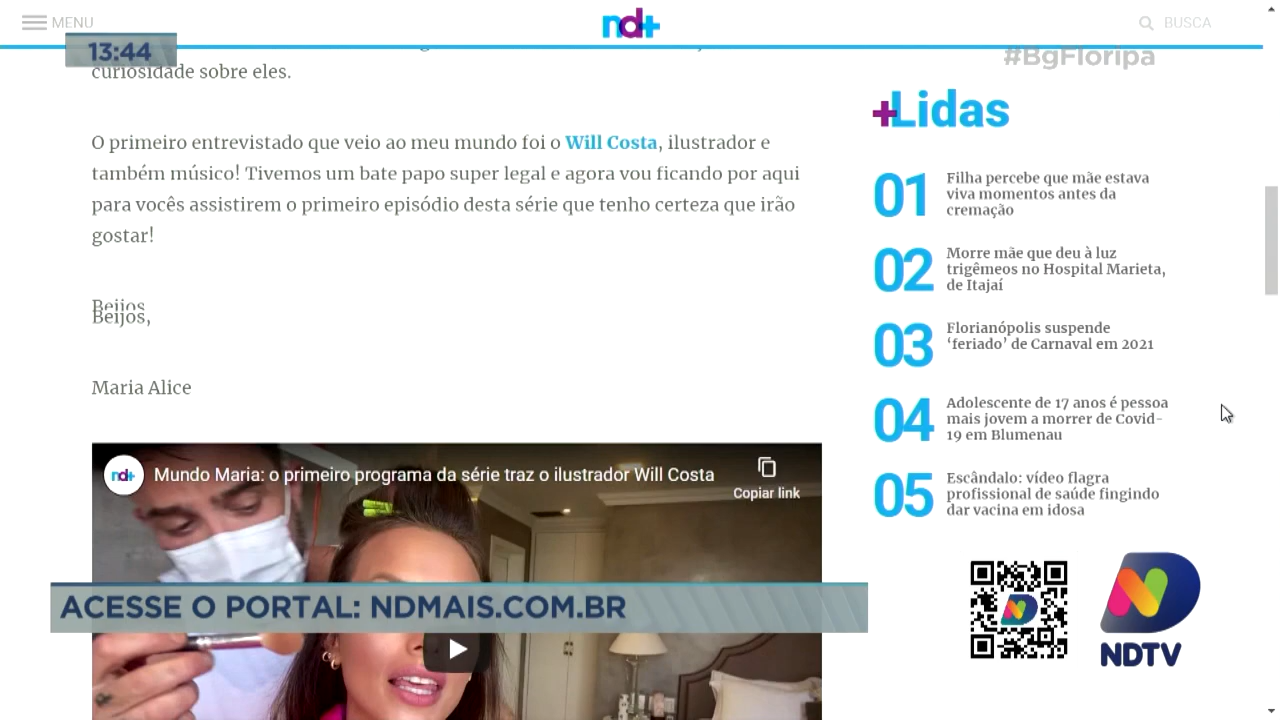 MENU
nd+
BUSCA
13:44
#BgFloripa
curiosidade sobre eles.
O primeiro entrevistado que veio ao meu mundo foi o Will Costa, ilustrador e
também músico! Tivemos um bate papo super legal e agora vou ficando por aqui
para vocês assistirem o primeiro episódio desta série que tenho certeza que irão
gostar!
Beijos,
Beijos,
Maria Alice
nd+
Mundo Maria: o primeiro programa da série traz o ilustrador Will Costa
Copiar link
ACESSE O PORTAL: NDMAIS.COM.BR
+Lidas
01
Filha percebe que mãe estava
viva momentos antes da
cremação
02
Morre mãe que deu à luz
trigêmeos no Hospital Marieta,
de Itajaí
03
Florianópolis suspende
‘feriado’ de Carnaval em 2021
04
Adolescente de 17 anos é pessoa
mais jovem a morrer de Covid-
19 em Blumenau
05
Escândalo: vídeo flagra
profissional de saúde fingindo
dar vacina em idosa
N
NDTV